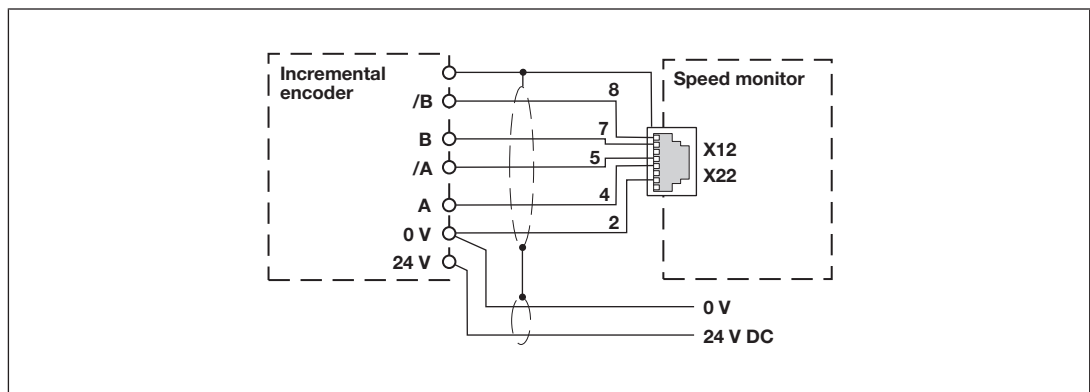 Incremental
encoder
Speed monitor
/B
8
B
7
/A
5
A
4
0 V
2
24 V
X12
X22
0 V
24 V DC